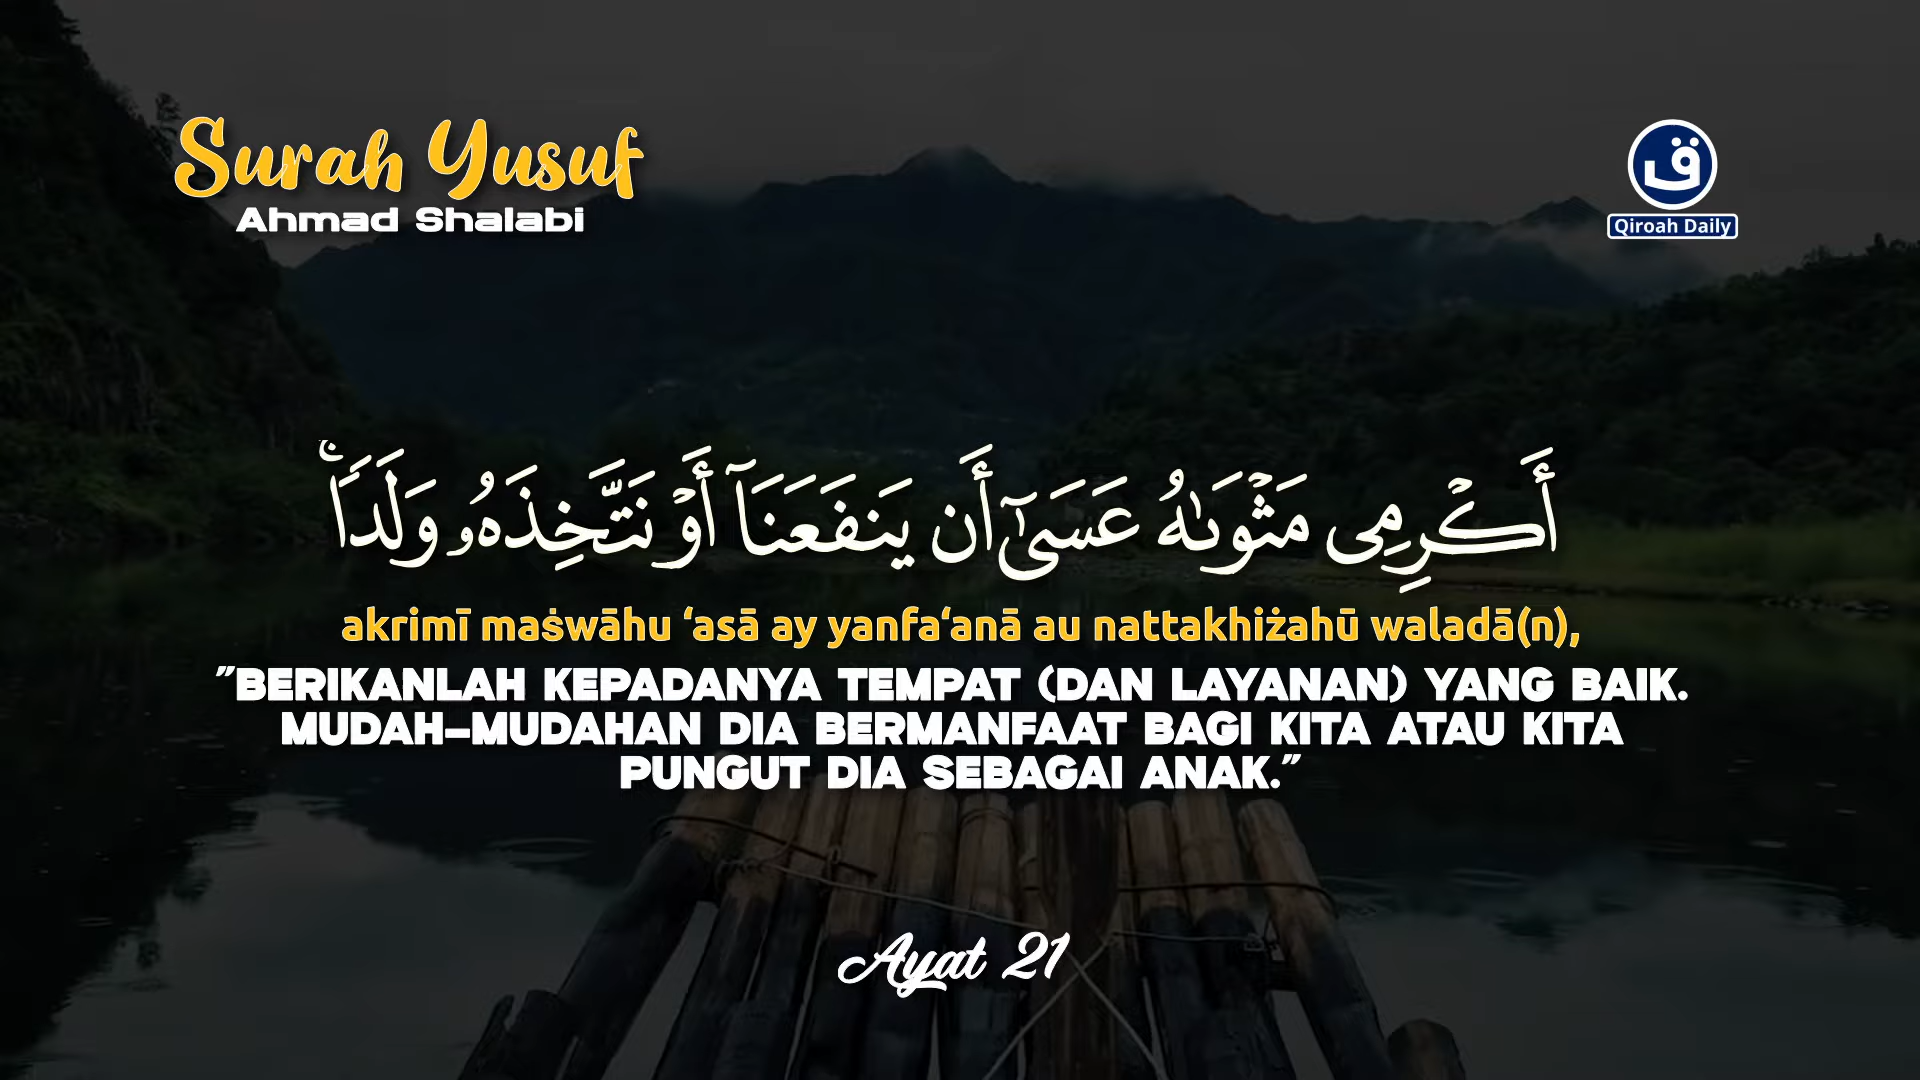 Surah Yusuf
Ahmad Shalabi
ق
Qiroah Daily
أَكۡرِمِي مَثۡوَىٰهُ عَسَىٰٓ أَن يَنفَعَنَآ أَوۡ نَتَّخِذَهُۥ وَلَدٗاۚ
akrimī maṡwāhu ‘asā ay yanfa‘anā au nattakhiżahū waladā(n),
"BERIKANLAH KEPADANYA TEMPAT (DAN LAYANAN) YANG BAIK.
MUDAH-MUDAHAN DIA BERMANFAAT BAGI KITA ATAU KITA
PUNGUT DIA SEBAGAI ANAK."
Ayat 21